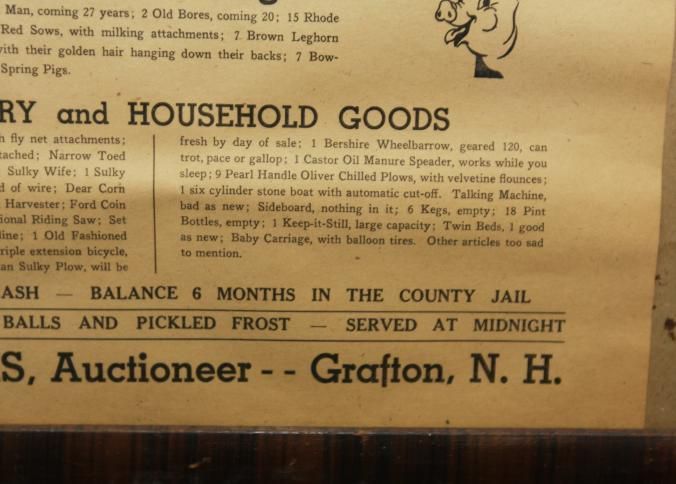 Man, coming 27 years; 2 Old Bores, coming 20; 15 Rhode
Red Sows, with milking attachments; 7 Brown Leghorn
with their golden hair hanging down their backs; 7 Bow-
Spring Pigs.
RY and HOUSEHOLD GOODS
h fly net attachments;
tached; Narrow Toed
Sulky Wife; 1 Sulky
d of wire; Dear Corn
Harvester; Ford Coin
ional Riding Saw; Set
line; 1 Old Fashioned
riple extension bicycle,
an Sulky Plow, will be
fresh by day of sale; 1 Bershire Wheelbarrow, geared 120, can
trot, pace or gallop; 1 Castor Oil Manure Speader, works while you
sleep; 9 Pearl Handle Oliver Chilled Plows, with velvetine flounces;
1 six cylinder stone boat with automatic cut-off. Talking Machine,
bad as new; Sideboard, nothing in it; 6 Kegs, empty; 18 Pint
Bottles, empty; 1 Keep-it-Still, large capacity; Twin Beds, 1 good
as new; Baby Carriage, with balloon tires. Other articles too sad
to mention.
ASH — BALANCE 6 MONTHS IN THE COUNTY JAIL
BALLS AND PICKLED FROST — SERVED AT MIDNIGHT
S, Auctioneer - - Grafton, N. H.